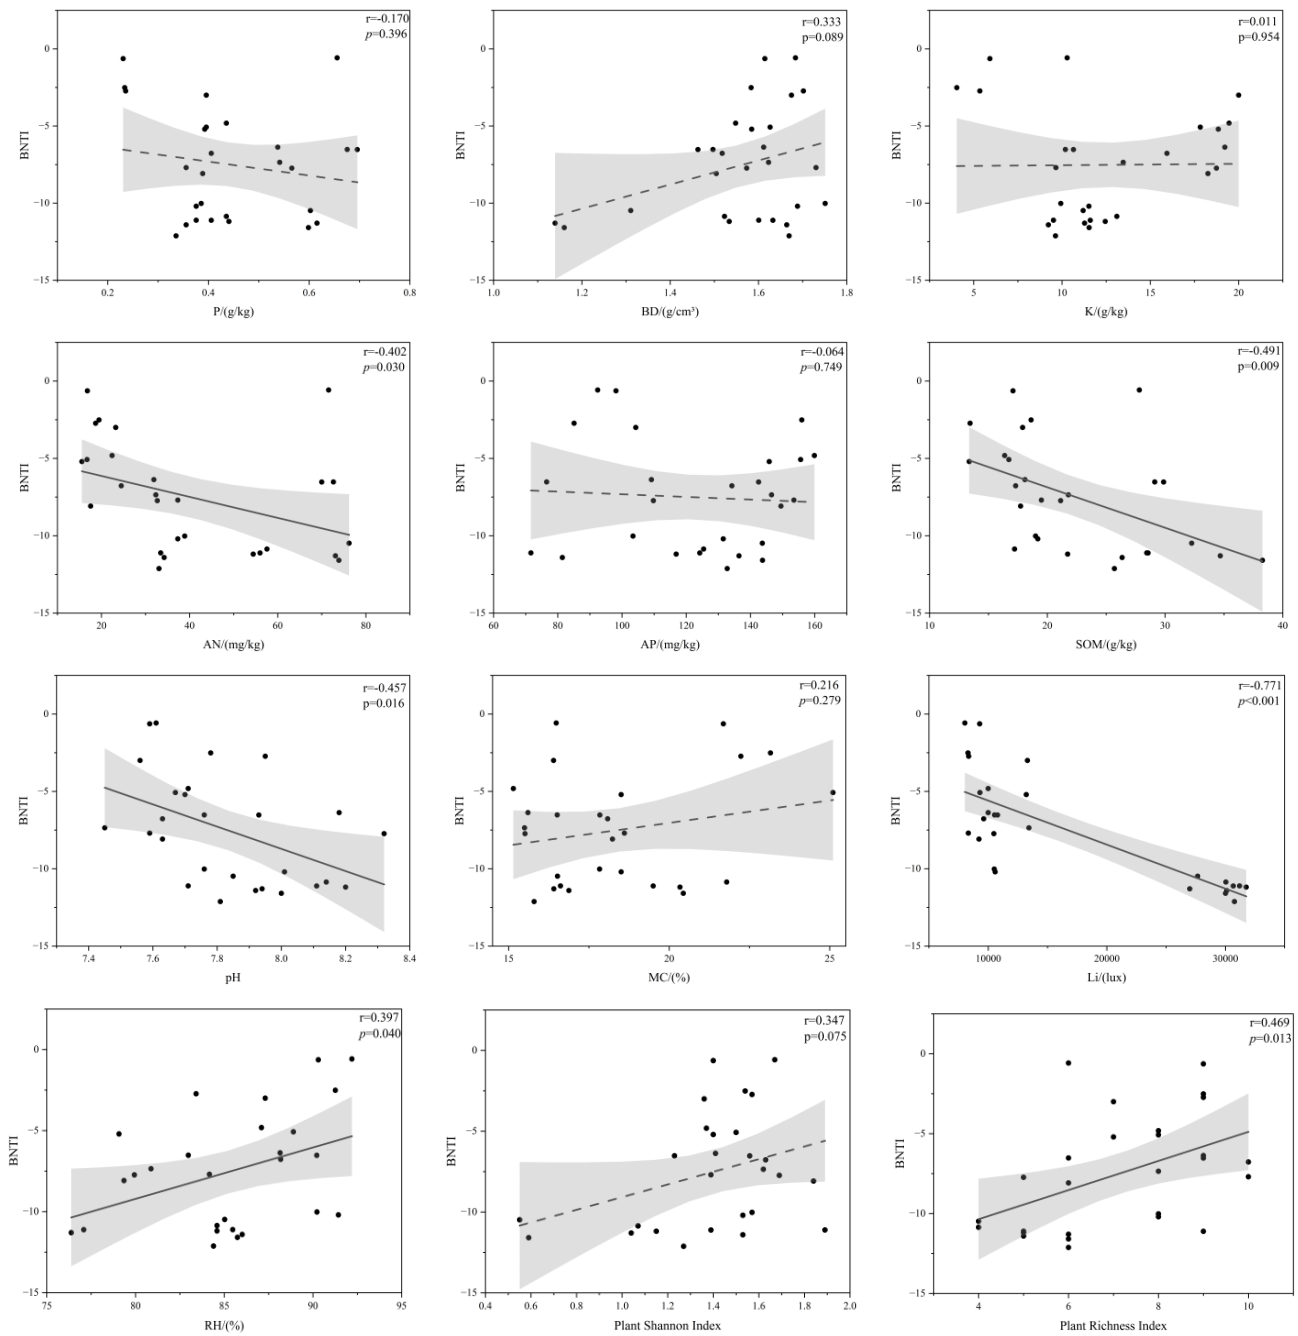 r=-0.170
p=0.396
0
−5
−10
−15
BNTI
0.2 0.4 0.6 0.8
P/(g/kg)
r=0.333
p=0.089
0
−5
−10
−15
BNTI
1.0 1.2 1.4 1.6 1.8
BD/(g/cm³)
r=0.011
p=0.954
0
−5
−10
−15
BNTI
5 10 15 20
K/(g/kg)
r=-0.402
p=0.030
0
−5
−10
−15
BNTI
20 40 60 80
AN/(mg/kg)
r=-0.064
p=0.749
0
−5
−10
−15
BNTI
60 80 100 120 140 160
AP/(mg/kg)
r=-0.491
p=0.009
0
−5
−10
−15
BNTI
10 20 30 40
SOM/(g/kg)
r=-0.457
p=0.016
0
−5
−10
−15
BNTI
7.4 7.6 7.8 8.0 8.2 8.4
pH
r=0.216
p=0.279
0
−5
−10
−15
BNTI
15 20 25
MC/(%)
r=-0.771
p<0.001
0
−5
−10
−15
BNTI
10000 20000 30000
Li/(lux)
r=0.397
p=0.040
0
−5
−10
−15
BNTI
75 80 85 90 95
RH/(%)
r=0.347
p=0.075
0
−5
−10
−15
BNTI
0.4 0.6 0.8 1.0 1.2 1.4 1.6 1.8 2.0
Plant Shannon Index
r=0.469
p=0.013
0
−5
−10
−15
BNTI
4 6 8 10
Plant Richness Index